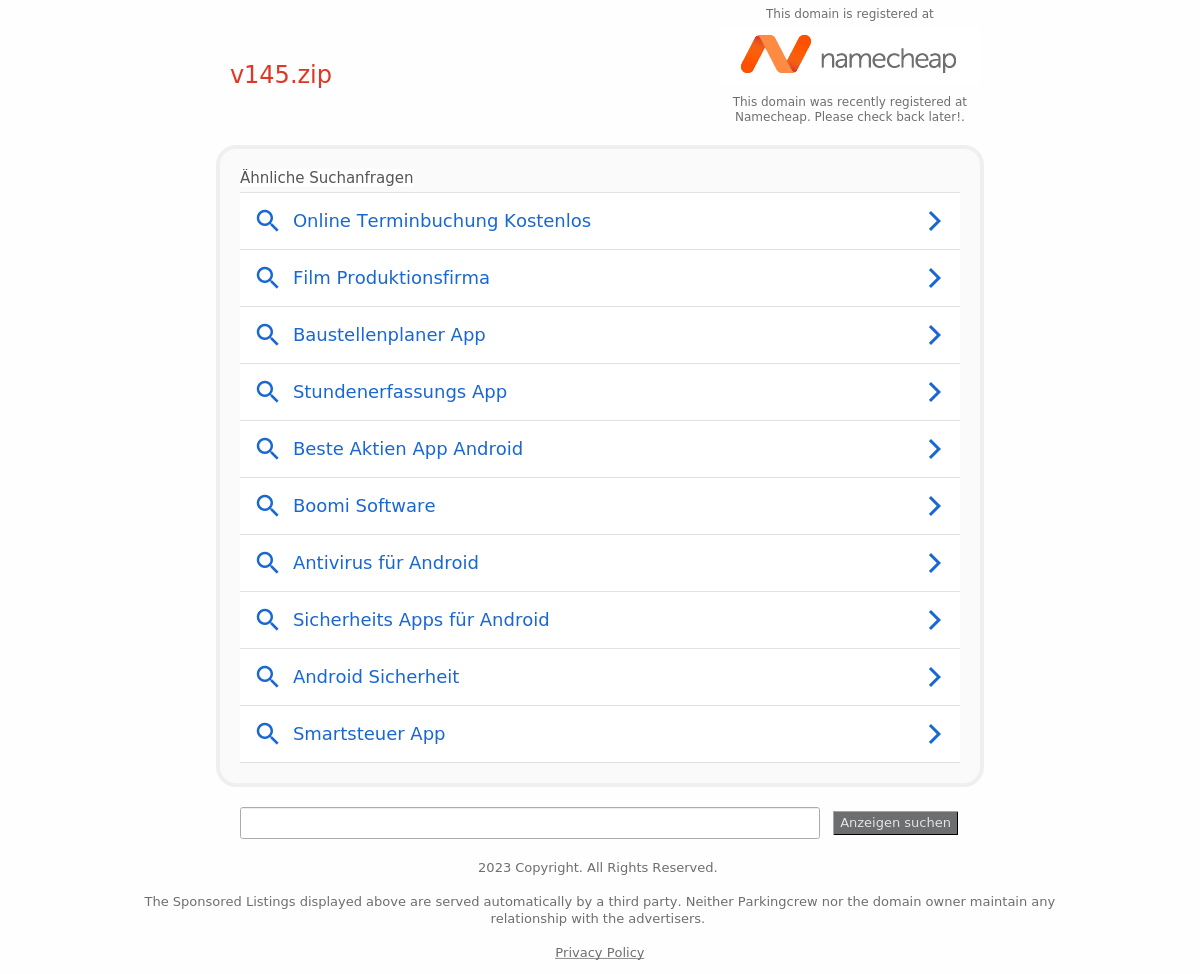 This domain is registered at
namecheap
v145.zip
This domain was recently registered at
Namecheap. Please check back later!.
Ähnliche Suchanfragen
Online Terminbuchung Kostenlos
Film Produktionsfirma
Baustellenplaner App
Stundenerfassungs App
Beste Aktien App Android
Boomi Software
Antivirus für Android
Sicherheits Apps für Android
Android Sicherheit
Smartsteuer App
Anzeigen suchen
2023 Copyright. All Rights Reserved.
The Sponsored Listings displayed above are served automatically by a third party. Neither Parkingcrew nor the domain owner maintain any
relationship with the advertisers.
Privacy Policy